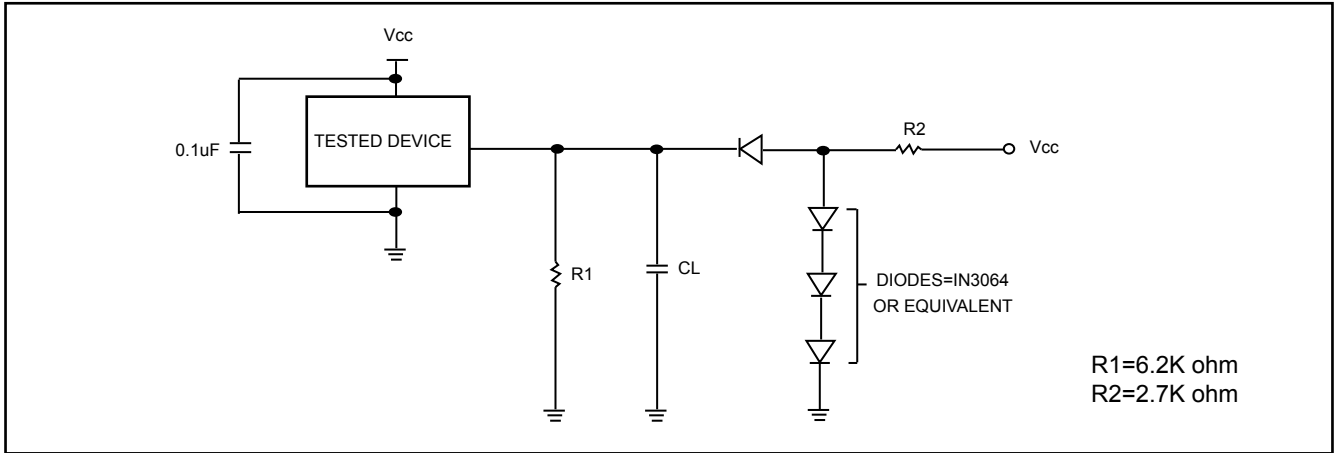 Vcc
TESTED DEVICE
0.1uF
R2
Vcc
R1
CL
DIODES=IN3064
OR EQUIVALENT
R1=6.2K ohm
R2=2.7K ohm